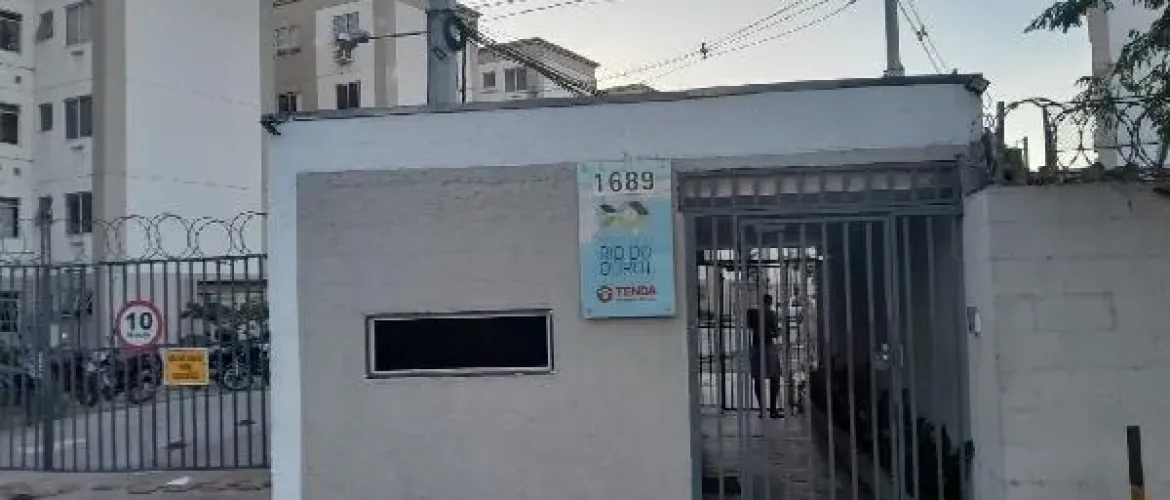 1689
RIO DO
OURO I
TENDA
10